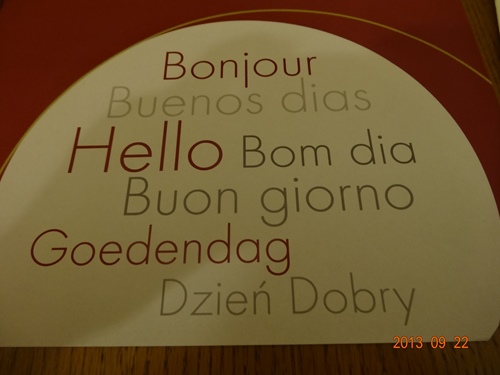 Bonjour
Buenos dias
Hello Bom dia
Buon giorno
Goedendag
Dzień Dobry
2013 09 22